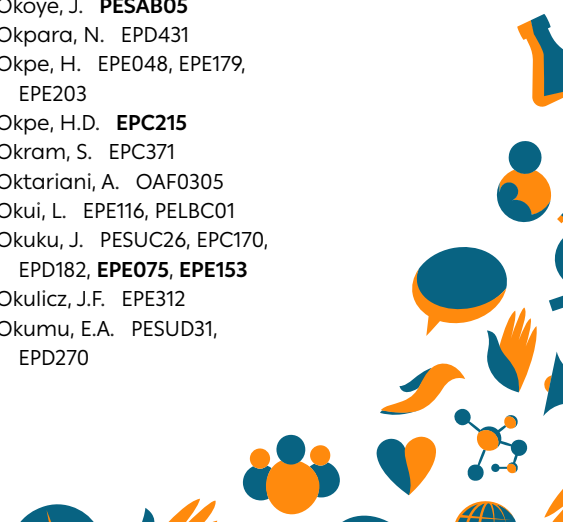 Okoye, J. PESAB05
Okpara, N. EPD431
Okpe, H. EPE048, EPE179,
EPE203
Okpe, H.D. EPC215
Okram, S. EPC371
Oktariani, A. OAF0305
Okui, L. EPE116, PELBC01
Okuku, J. PESUC26, EPC170,
EPD182, EPE075, EPE153
Okulicz, J.F. EPE312
Okumu, E.A. PESUD31,
EPD270